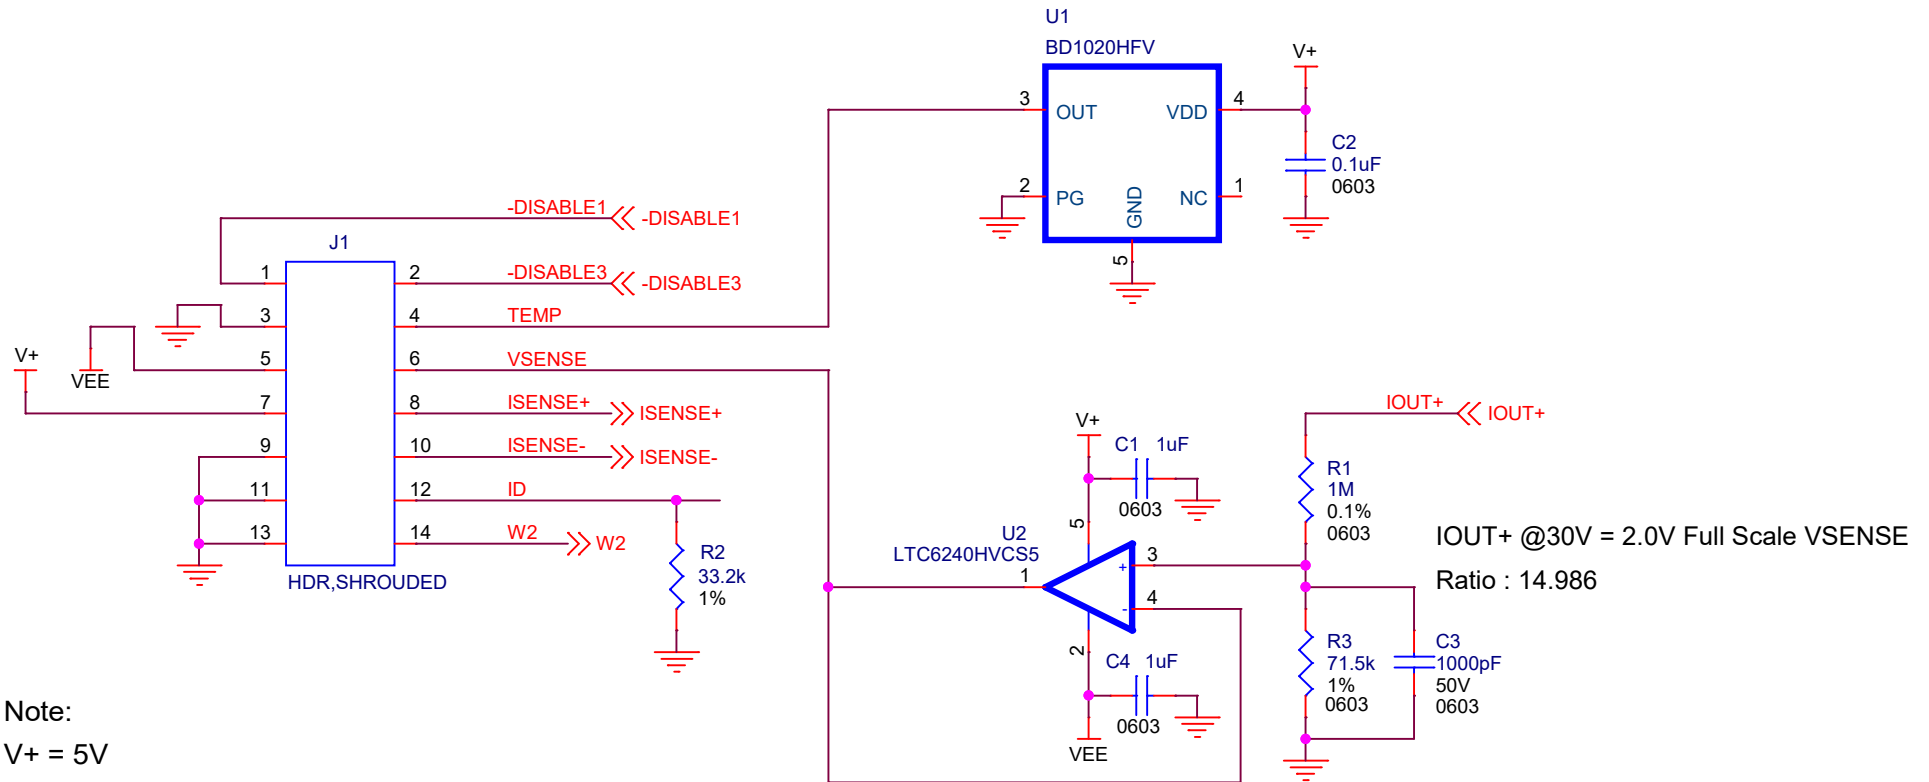 U1
BD1020HFV
V+
3
OUT
VDD
4
C2
0.1uF
0603
2
PG
GND
NC
1
5
-DISABLE1
-DISABLE1
J1
1
2
-DISABLE3
-DISABLE3
3
4
TEMP
V+
VEE
5
6
VSENSE
7
8
ISENSE+
ISENSE+
9
10
ISENSE-
ISENSE-
11
12
ID
13
14
W2
W2
HDR,SHROUDED
R2
33.2k
1%
V+
C1
1uF
0603
5
U2
LTC6240HVCS5
1
+
3
-
4
2
C4
1uF
0603
VEE
IOUT+
IOUT+
R1
1M
0.1%
0603
IOUT+ @30V = 2.0V Full Scale VSENSE
Ratio : 14.986
R3
71.5k
1%
0603
C3
1000pF
50V
0603
Note:
V+ = 5V